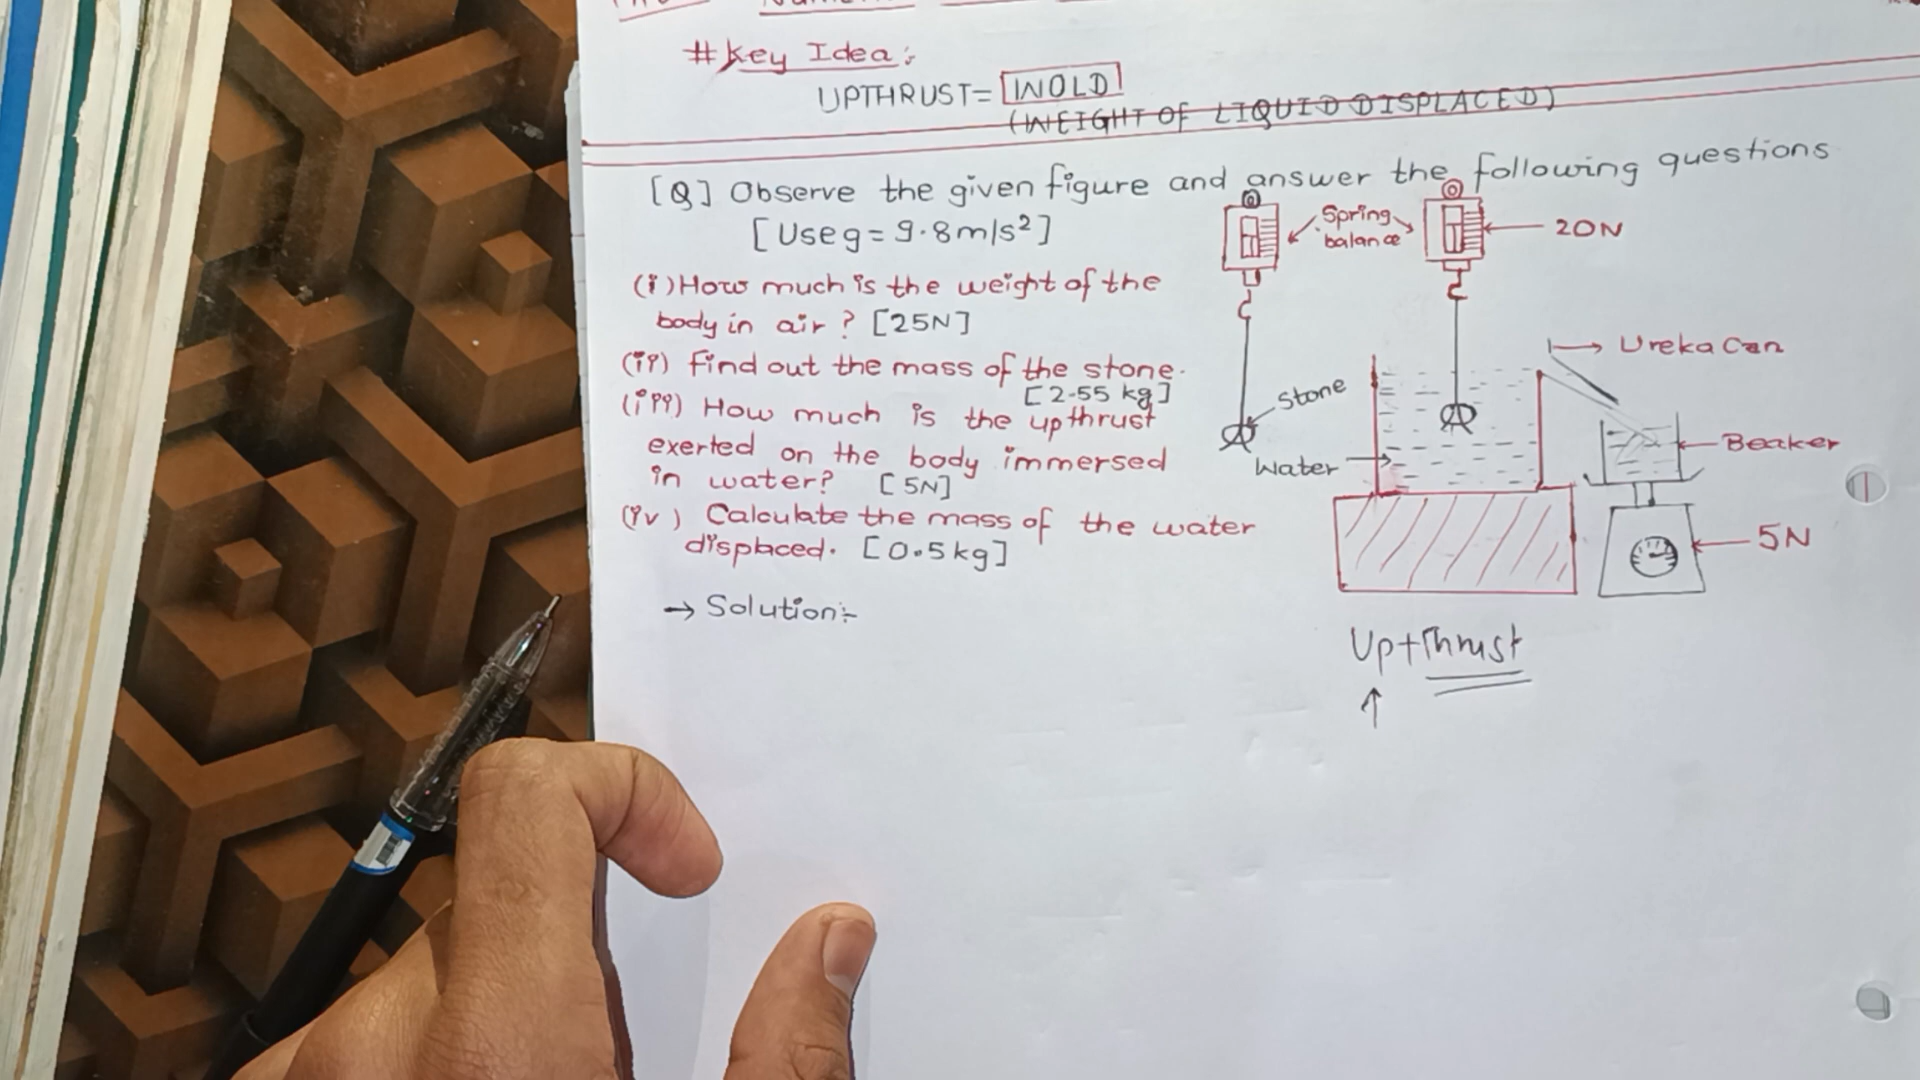 # Key Idea :
UPTHRUST = WOLD
(WEIGHT OF LIQUID DISPLACED)
[Q] Observe the given figure and answer the following questions
[Use g = 9.8 m/s²]
(i) How much is the weight of the
body in air ? [25N]
(ii) Find out the mass of the stone.
[2.55 kg]
(iii) How much is the upthrust
exerted on the body immersed
in water? [5N]
(iv) Calculate the mass of the water
displaced. [0.5 kg]
→ Solution :-
Spring
balance
20N
Ureka Can
Stone
Water
Beaker
5N
Up + Thrust
↑